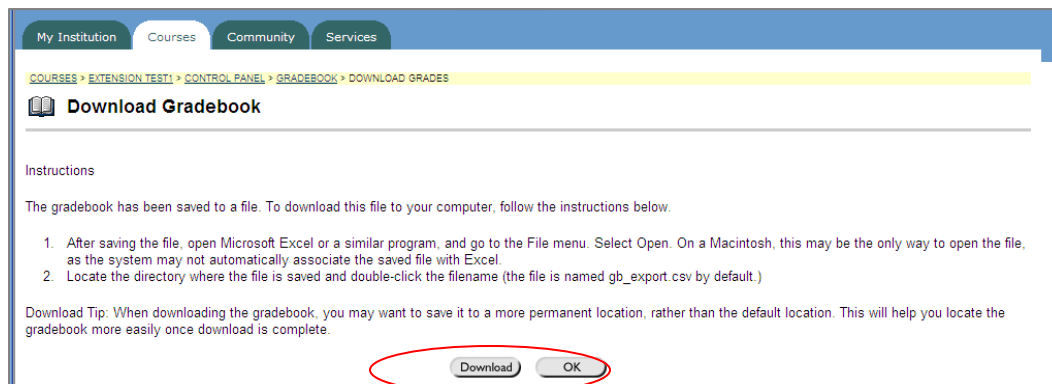 My Institution Courses Community Services
COURSES > EXTENSION TEST1 > CONTROL PANEL > GRADEBOOK > DOWNLOAD GRADES
Download Gradebook
Instructions
The gradebook has been saved to a file. To download this file to your computer, follow the instructions below.
1. After saving the file, open Microsoft Excel or a similar program, and go to the File menu. Select Open. On a Macintosh, this may be the only way to open the file,
as the system may not automatically associate the saved file with Excel.
2. Locate the directory where the file is saved and double-click the filename (the file is named gb_export.csv by default.)
Download Tip: When downloading the gradebook, you may want to save it to a more permanent location, rather than the default location. This will help you locate the
gradebook more easily once download is complete.
Download OK